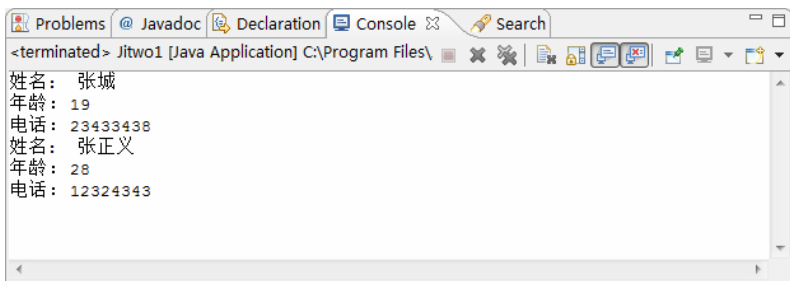 Problems @ Javadoc Declaration Console Search
<terminated> Jitwo1 [Java Application] C:\Program Files\
姓名： 张城
年龄：19
电话：23433438
姓名： 张正义
年龄：28
电话：12324343